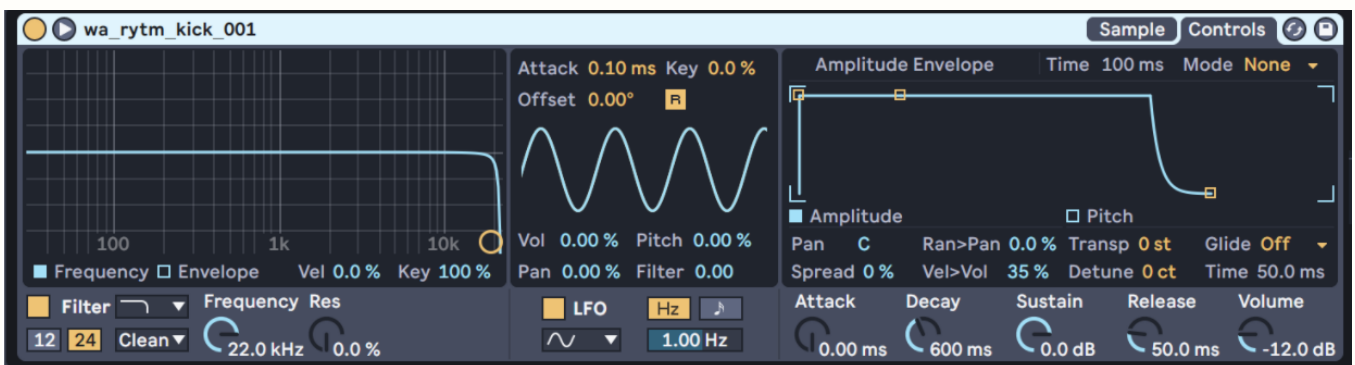 wa_rytm_kick_001 Sample Controls
Attack 0.10 ms Key 0.0 % Amplitude Envelope Time 100 ms Mode None
Offset 0.00° R
Amplitude Pitch
100 1k 10k Vol 0.00 % Pitch 0.00 % Pan C Ran>Pan 0.0 % Transp 0 st Glide Off
Frequency Envelope Vel 0.0 % Key 100 % Pan 0.00 % Filter 0.00 Spread 0 % Vel>Vol 35 % Detune 0 ct Time 50.0 ms
Filter Frequency Res LFO Hz Attack Decay Sustain Release Volume
12 24 Clean 22.0 kHz 0.0 % 1.00 Hz 0.00 ms 600 ms 0.0 dB 50.0 ms -12.0 dB